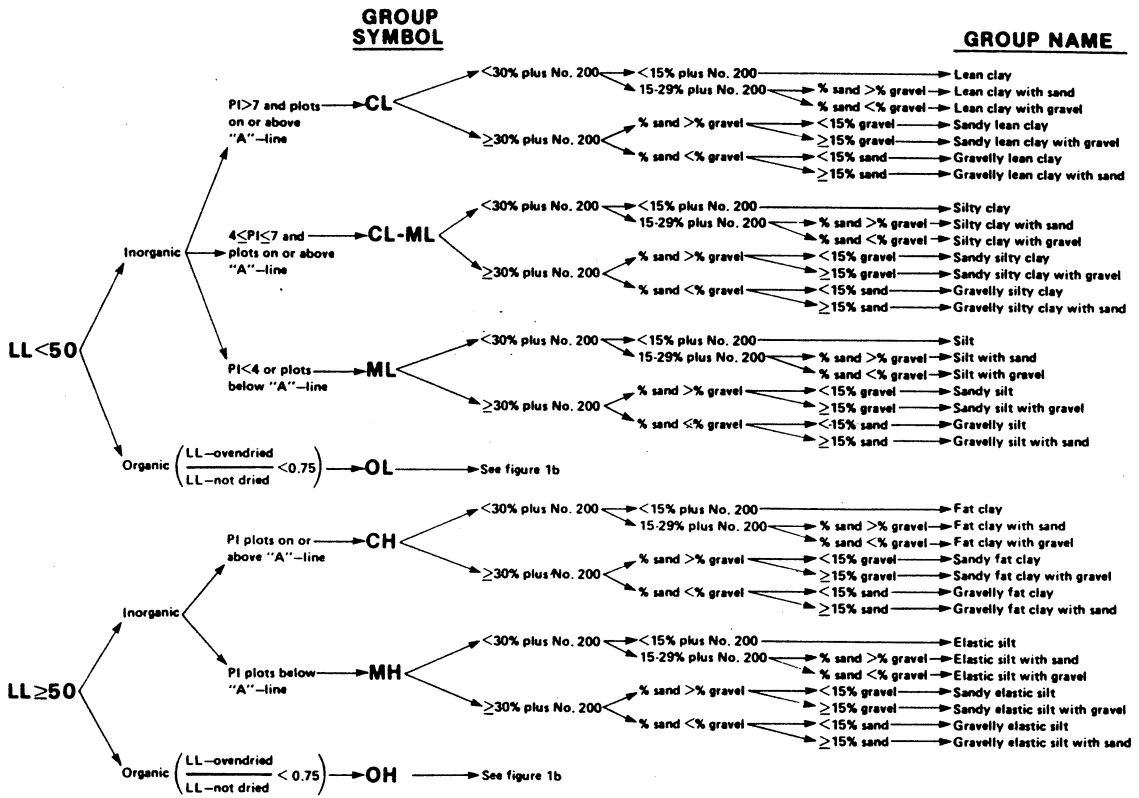 GROUP SYMBOL
GROUP NAME
LL<50
Inorganic
PI>7 and plots on or above "A"-line
CL
<30% plus No. 200
<15% plus No. 200
Lean clay
15-29% plus No. 200
% sand >% gravel
Lean clay with sand
% sand <% gravel
Lean clay with gravel
≥30% plus No. 200
% sand >% gravel
<15% gravel
Sandy lean clay
≥15% gravel
Sandy lean clay with gravel
% sand <% gravel
<15% sand
Gravelly lean clay
≥15% sand
Gravelly lean clay with sand
4≤PI≤7 and plots on or above "A"-line
CL-ML
<30% plus No. 200
<15% plus No. 200
Silty clay
15-29% plus No. 200
% sand >% gravel
Silty clay with sand
% sand <% gravel
Silty clay with gravel
≥30% plus No. 200
% sand >% gravel
<15% gravel
Sandy silty clay
≥15% gravel
Sandy silty clay with gravel
% sand <% gravel
<15% sand
Gravelly silty clay
≥15% sand
Gravelly silty clay with sand
PI<4 or plots below "A"-line
ML
<30% plus No. 200
<15% plus No. 200
Silt
15-29% plus No. 200
% sand >% gravel
Silt with sand
% sand <% gravel
Silt with gravel
≥30% plus No. 200
% sand >% gravel
<15% gravel
Sandy silt
≥15% gravel
Sandy silt with gravel
% sand <% gravel
<15% sand
Gravelly silt
≥15% sand
Gravelly silt with sand
Organic (LL-ovendried / LL-not dried <0.75)
OL
See figure 1b
LL≥50
Inorganic
PI plots on or above "A"-line
CH
<30% plus No. 200
<15% plus No. 200
Fat clay
15-29% plus No. 200
% sand >% gravel
Fat clay with sand
% sand <% gravel
Fat clay with gravel
≥30% plus No. 200
% sand >% gravel
<15% gravel
Sandy fat clay
≥15% gravel
Sandy fat clay with gravel
% sand <% gravel
<15% sand
Gravelly fat clay
≥15% sand
Gravelly fat clay with sand
PI plots below "A"-line
MH
<30% plus No. 200
<15% plus No. 200
Elastic silt
15-29% plus No. 200
% sand >% gravel
Elastic silt with sand
% sand <% gravel
Elastic silt with gravel
≥30% plus No. 200
% sand >% gravel
<15% gravel
Sandy elastic silt
≥15% gravel
Sandy elastic silt with gravel
% sand <% gravel
<15% sand
Gravelly elastic silt
≥15% sand
Gravelly elastic silt with sand
Organic (LL-ovendried / LL-not dried < 0.75)
OH
See figure 1b